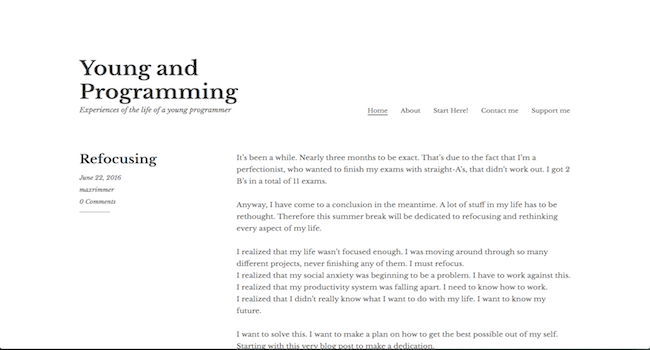 Young and
Programming
Experiences of the life of a young programmer
Home About Start Here! Contact me Support me
Refocusing
June 22, 2016
maxrimmer
0 Comments
It's been a while. Nearly three months to be exact. That's due to the fact that I'm a
perfectionist, who wanted to finish my exams with straight-A's, that didn't work out. I got 2
B's in a total of 11 exams.
Anyway, I have come to a conclusion in the meantime. A lot of stuff in my life has to be
rethought. Therefore this summer break will be dedicated to refocusing and rethinking
every aspect of my life.
I realized that my life wasn't focused enough. I was moving around through so many
different projects, never finishing any of them. I must refocus.
I realized that my social anxiety was beginning to be a problem. I have to work against this.
I realized that my productivity system was falling apart. I need to know how to work.
I realized that I didn't really know what I want to do with my life. I want to know my
future.
I want to solve this. I want to make a plan on how to get the best possible out of my self.
Starting with this very blog post to make a dedication.